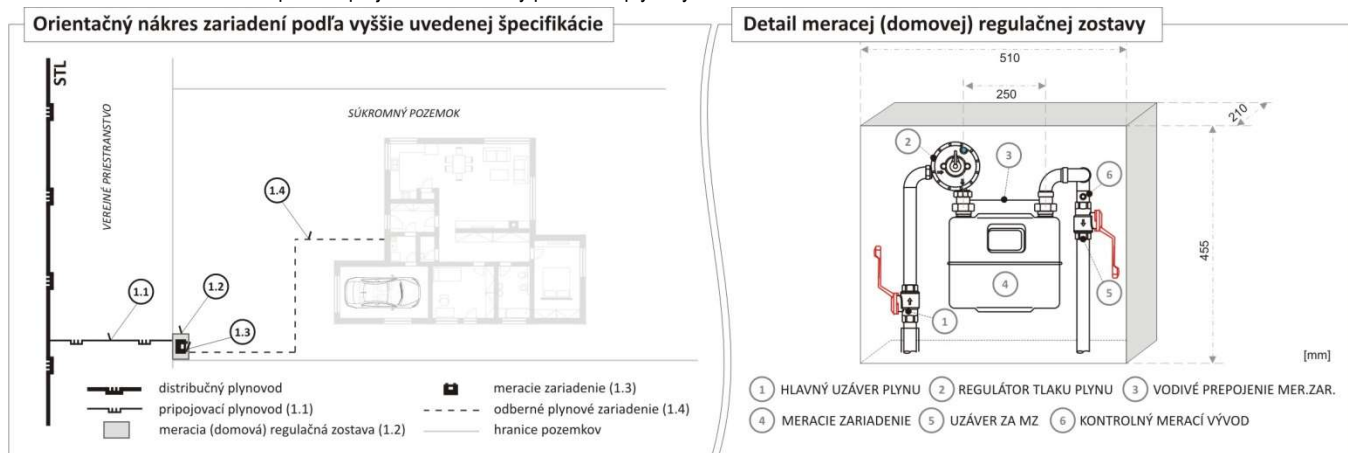 Orientačný nákres zariadení podľa vyššie uvedenej špecifikácie
STL
VEREJNÉ PRIESTRANSTVO
SÚKROMNÝ POZEMOK
1.4
1.1
1.2
1.3
distribučný plynovod
pripojovací plynovod (1.1)
meracia (domová) regulačná zostava (1.2)
meracie zariadenie (1.3)
odberné plynové zariadenie (1.4)
hranice pozemkov
Detail meracej (domovej) regulačnej zostavy
510
250
210
2
3
6
455
4
5
1
[mm]
1 HLAVNÝ UZÁVER PLYNU 2 REGULÁTOR TLAKU PLYNU 3 VODIVÉ PREPOJENIE MER.ZAR.
4 MERACIE ZARIADENIE 5 UZÁVER ZA MZ 6 KONTROLNÝ MERACÍ VÝVOD